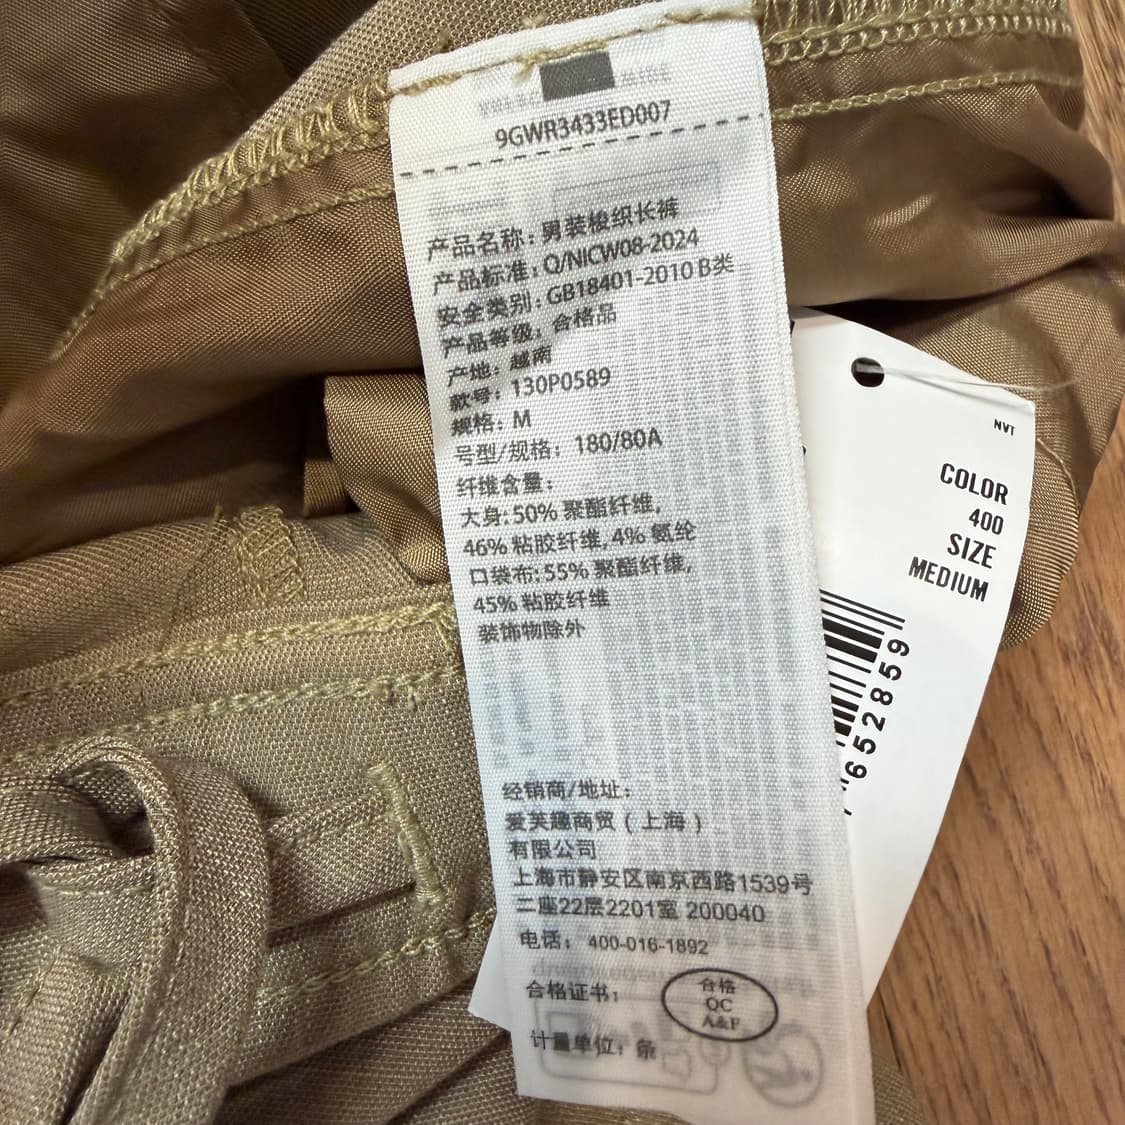 9GWR3433ED007
产品名称: 男装梭织长裤
产品标准: Q/NICW08-2024
安全类别: GB18401-2010 B类
产品等级: 合格品
产地: 越南
款号: 130P0589
规格: M
号型/规格: 180/80A
纤维含量:
大身: 50% 聚酯纤维,
46% 粘胶纤维, 4% 氨纶
口袋布: 55% 聚酯纤维,
45% 粘胶纤维
装饰物除外
经销商/地址:
爱芙趣商贸 ( 上海 )
有限公司
上海市静安区南京西路1539号
二座22层2201室 200040
电话: 400-016-1892
合格证书:
合格
QC
A&F
计量单位: 条
NVT
COLOR
400
SIZE
MEDIUM
652859